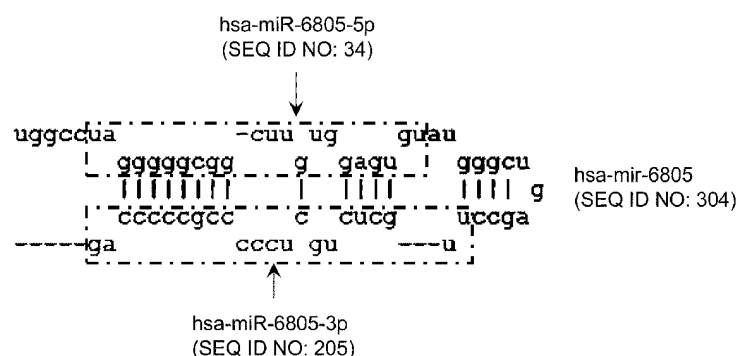 hsa-miR-6805-5p
(SEQ ID NO: 34)
uggccua        -cuu ug    guau
       gggggcgg    g  gagu    gggcu
hsa-mir-6805
g
(SEQ ID NO: 304)
       cccccgcc    c  cucg    uccga
-----ga        cccu gu    ---u
hsa-miR-6805-3p
(SEQ ID NO: 205)